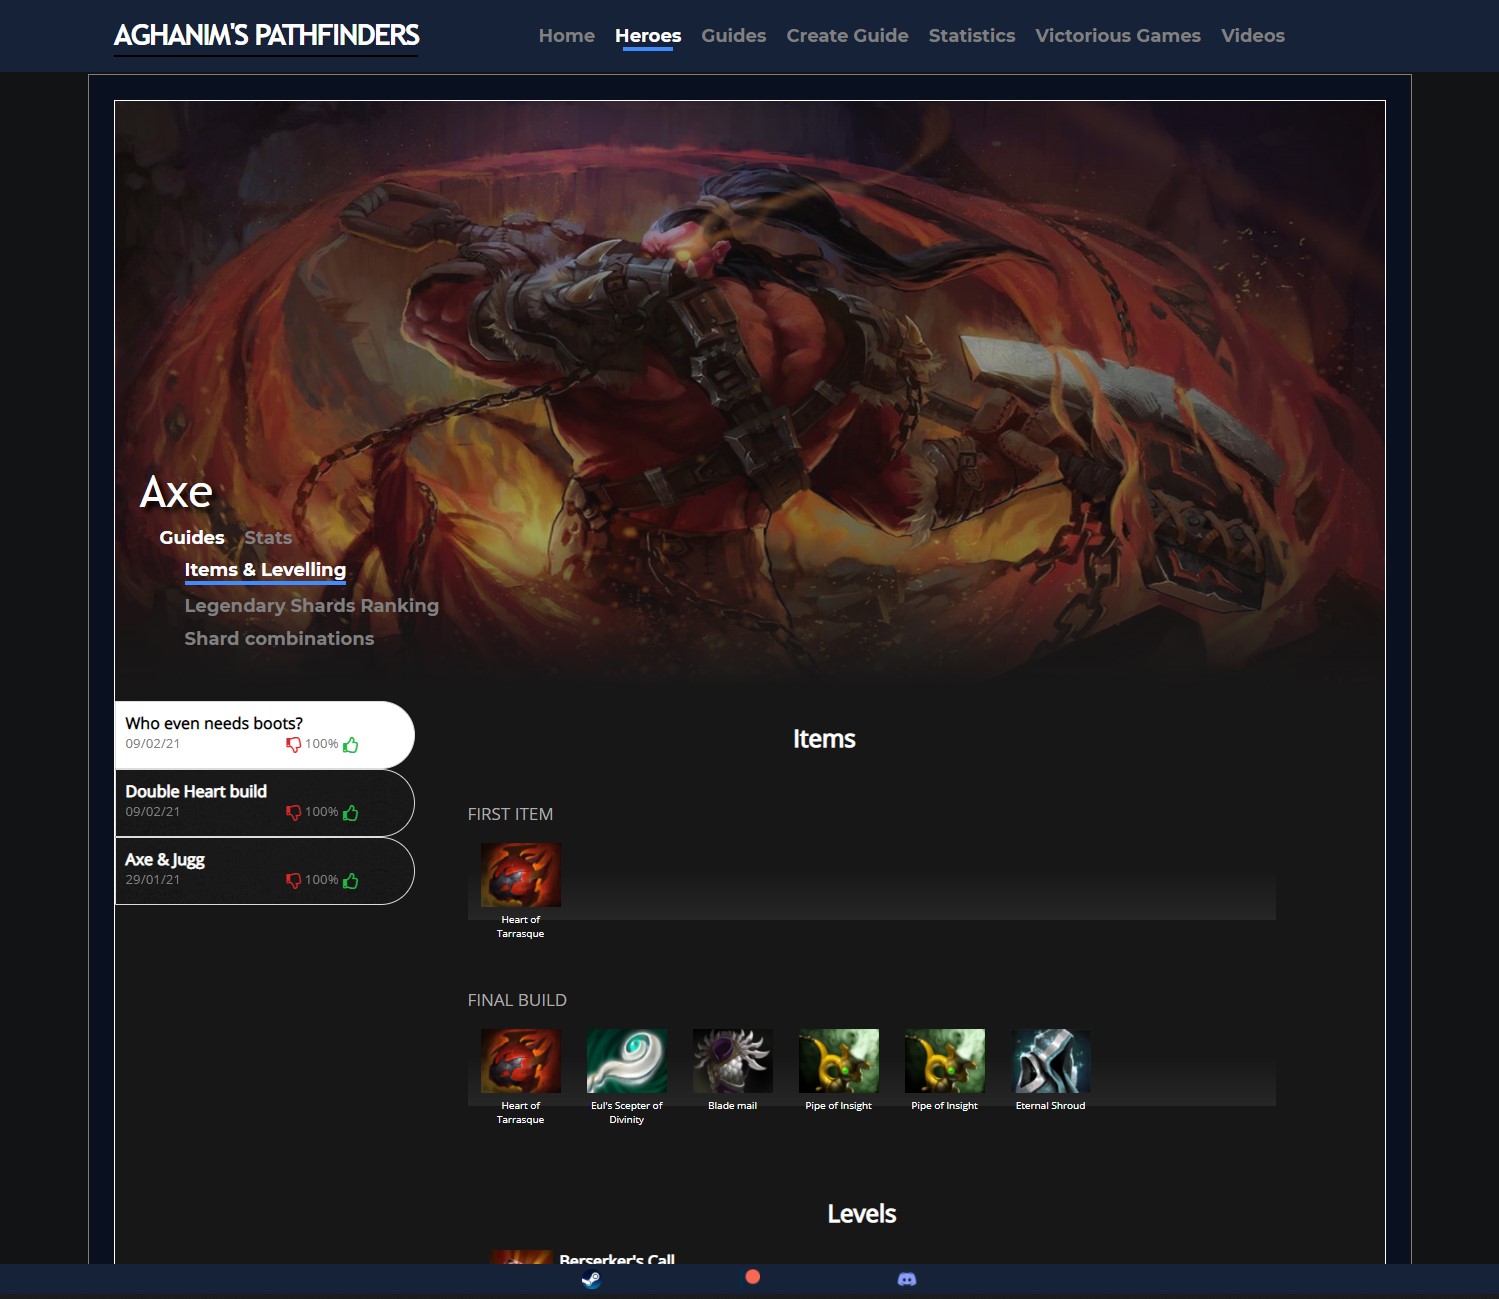 AGHANIM'S PATHFINDERS
Home Heroes Guides Create Guide Statistics Victorious Games Videos
Axe
Guides Stats
Items & Levelling
Legendary Shards Ranking
Shard combinations
Who even needs boots?
09/02/21 100%
Double Heart build
09/02/21 100%
Axe & Jugg
29/01/21 100%
Items
FIRST ITEM
Heart of
Tarrasque
FINAL BUILD
Heart of
Tarrasque
Eul's Scepter of
Divinity
Blade mail
Pipe of Insight
Pipe of Insight
Eternal Shroud
Levels
Berserker's Call